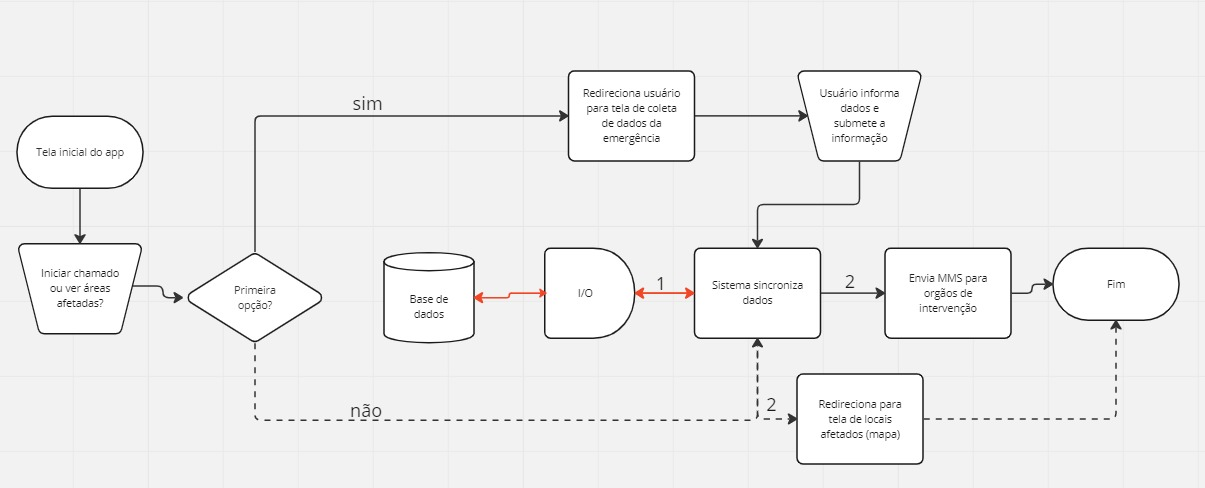 sim
Redireciona usuário
para tela de coleta
de dados da
emergência
Usuário informa
dados e
submete a
informação
Tela inicial do app
Iniciar chamado
ou ver áreas
afetadas?
Primeira
opção?
Base de
dados
I/O
1
Sistema sincroniza
dados
2
Envia MMS para
orgãos de
intervenção
Fim
não
2
Redireciona para
tela de locais
afetados (mapa)